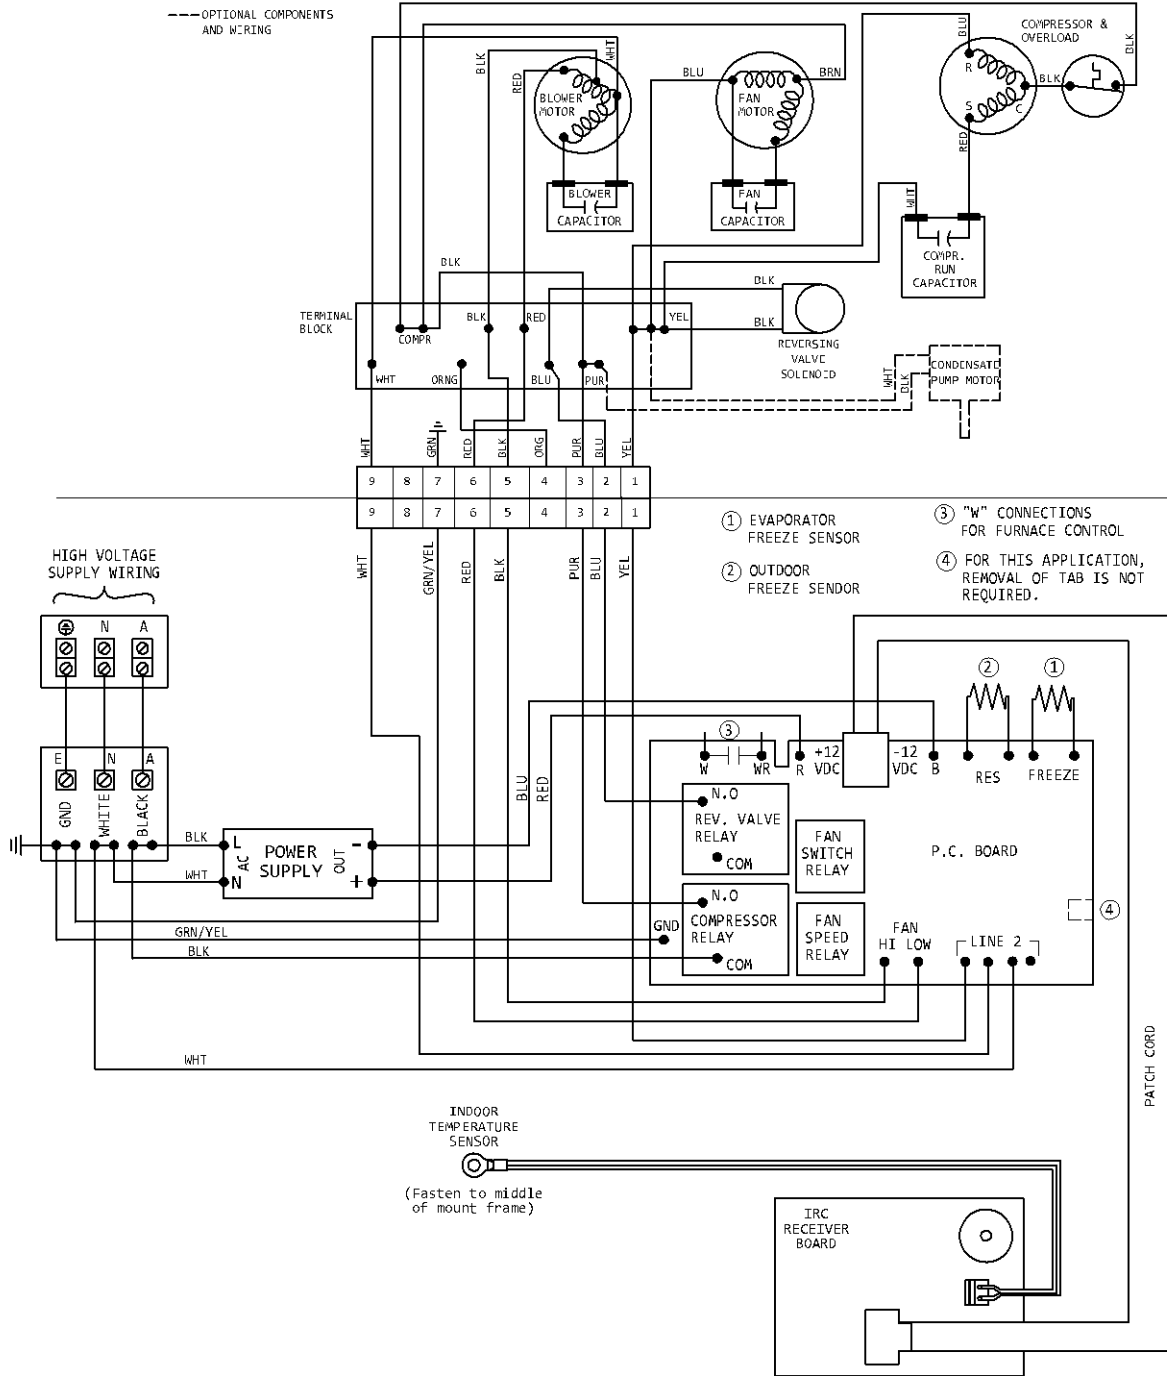 OPTIONAL COMPONENTS
AND WIRING
BLU
COMPRESSOR &
OVERLOAD
BLK
WHT
BLK
RED
BLOWER
MOTOR
BLU
FAN
MOTOR
BRN
R
BLK
S
C
RED
BLOWER
CAPACITOR
FAN
CAPACITOR
WHT
COMPR.
RUN
CAPACITOR
BLK
BLK
TERMINAL
BLOCK
COMPR
BLK
RED
YEL
BLK
REVERSING
VALVE
SOLENOID
WHT
ORNG
BLU
PUR
WHT
BLK
CONDENSATE
PUMP MOTOR
WHT
GRN
RED
BLK
ORG
PUR
BLU
YEL
9 8 7 6 5 4 3 2 1
9 8 7 6 5 4 3 2 1
1 EVAPORATOR
FREEZE SENSOR
2 OUTDOOR
FREEZE SENDOR
3 "W" CONNECTIONS
FOR FURNACE CONTROL
4 FOR THIS APPLICATION,
REMOVAL OF TAB IS NOT
REQUIRED.
WHT
GRN/YEL
RED
BLK
PUR
BLU
YEL
HIGH VOLTAGE
SUPPLY WIRING
N A
E N A
GND
WHITE
BLACK
BLK
WHT
L
N
AC
POWER
SUPPLY
OUT
-
+
BLU
RED
3
2
1
W
WR
R
+12
VDC
-12
VDC
B
RES
FREEZE
N.O
REV. VALVE
RELAY
COM
FAN
SWITCH
RELAY
P.C. BOARD
N.O
COMPRESSOR
RELAY
COM
GND
FAN
SPEED
RELAY
FAN
HI LOW
LINE 2
4
GRN/YEL
BLK
WHT
PATCH CORD
INDOOR
TEMPERATURE
SENSOR
(Fasten to middle
of mount frame)
IRC
RECEIVER
BOARD